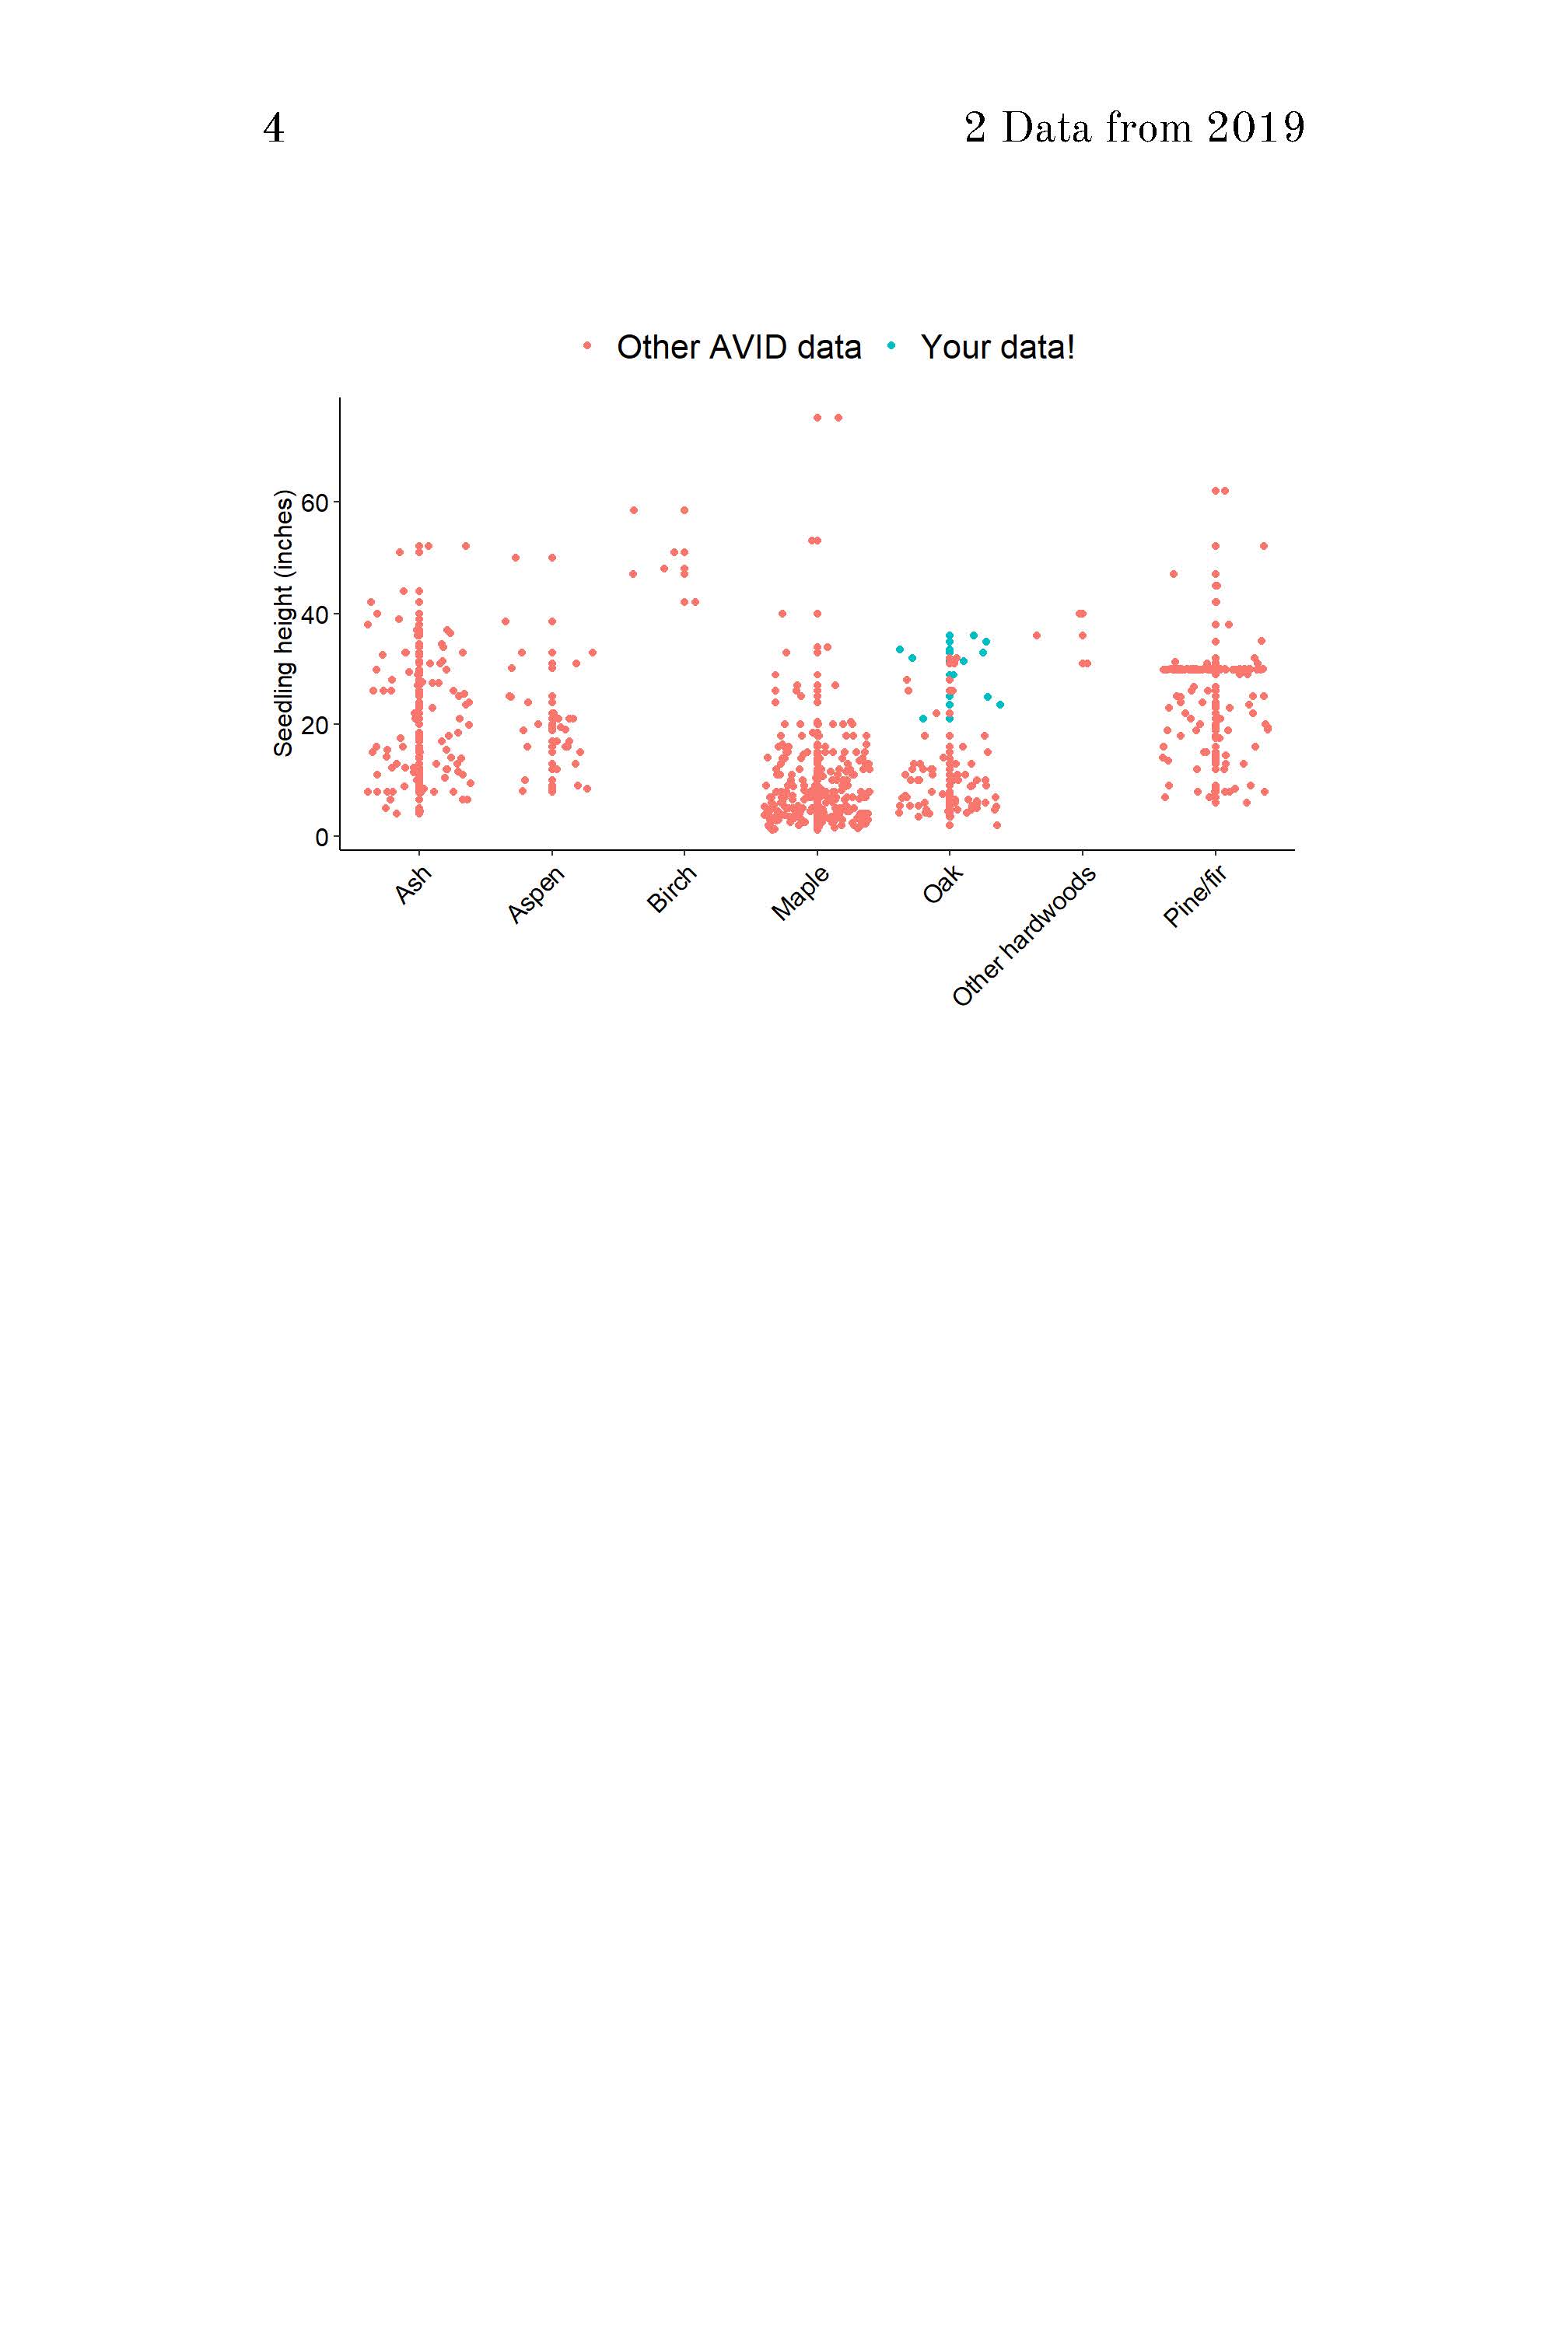 4 2 Data from 2019
Other AVID data Your data!
Seedling height (inches)
60
40
20
0
Ash
Aspen
Birch
Maple
Oak
Other hardwoods
Pine/fir